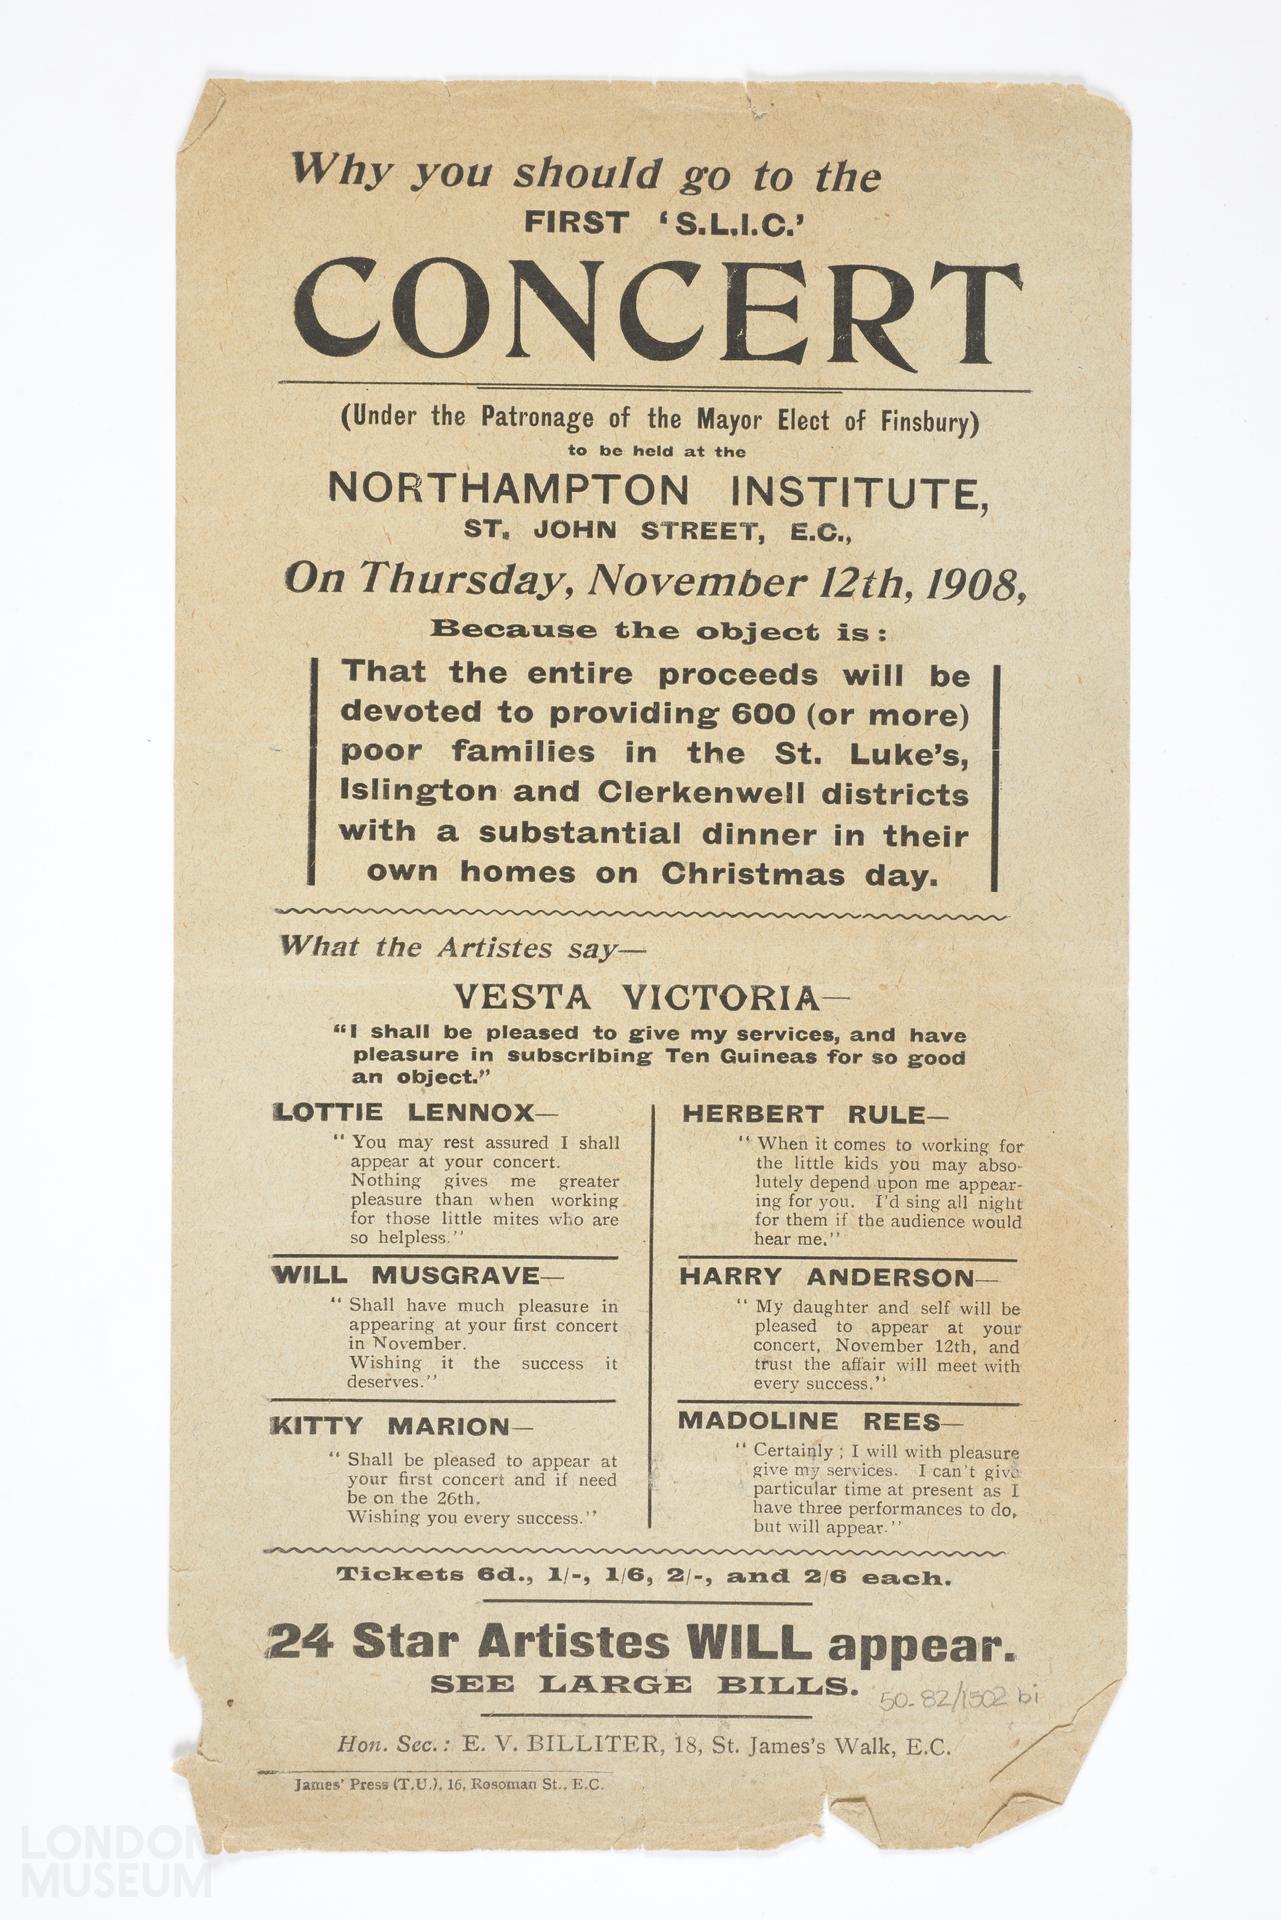 Why you should go to the
FIRST ‘S.L.I.C.’
CONCERT
(Under the Patronage of the Mayor Elect of Finsbury)
to be held at the
NORTHAMPTON INSTITUTE,
ST. JOHN STREET, E.C.,
On Thursday, November 12th, 1908,
Because the object is:
That the entire proceeds will be
devoted to providing 600 (or more)
poor families in the St. Luke’s,
Islington and Clerkenwell districts
with a substantial dinner in their
own homes on Christmas day.
What the Artistes say—
VESTA VICTORIA—
“I shall be pleased to give my services, and have
pleasure in subscribing Ten Guineas for so good
an object.”
LOTTIE LENNOX—
“You may rest assured I shall
appear at your concert.
Nothing gives me greater
pleasure than when working
for those little mites who are
so helpless.”
WILL MUSGRAVE—
“Shall have much pleasure in
appearing at your first concert
in November.
Wishing it the success it
deserves.”
KITTY MARION—
“Shall be pleased to appear at
your first concert and if need
be on the 26th.
Wishing you every success.”
HERBERT RULE—
“When it comes to working for
the little kids you may abso-
lutely depend upon me appear-
ing for you. I’d sing all night
for them if the audience would
hear me.”
HARRY ANDERSON—
“My daughter and self will be
pleased to appear at your
concert, November 12th, and
trust the affair will meet with
every success.”
MADOLINE REES—
“Certainly; I will with pleasure
give my services. I can’t give
particular time at present as I
have three performances to do,
but will appear.”
Tickets 6d., 1/-, 1/6, 2/-, and 2/6 each.
24 Star Artistes WILL appear.
SEE LARGE BILLS.
50.82/1502 bi
Hon. Sec.: E. V. BILLITER, 18, St. James’s Walk, E.C.
James’ Press (T.U.), 16, Rosoman St., E.C.
LONDON
MUSEUM